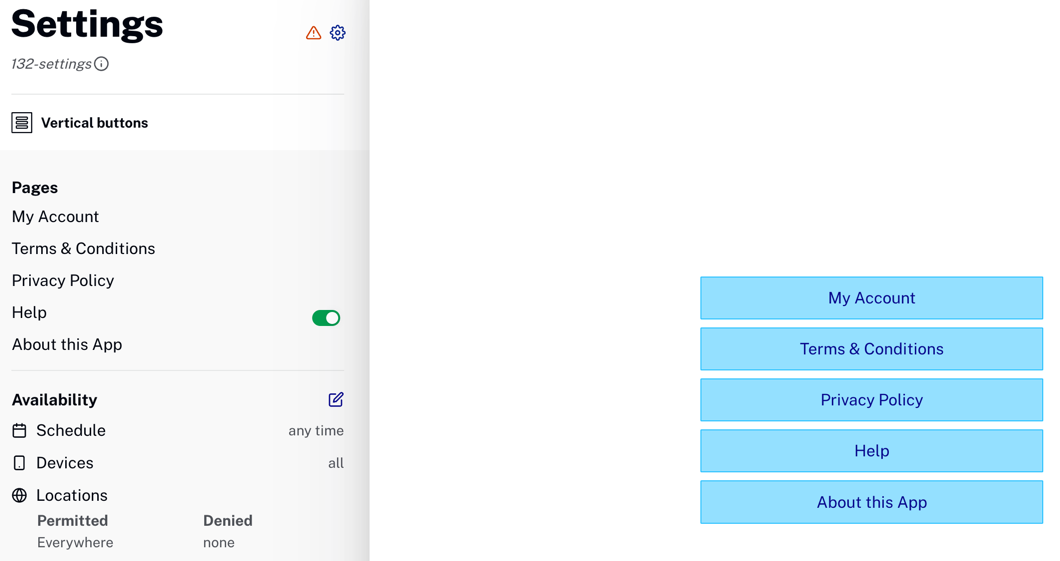 Settings
132-settings
Vertical buttons
Pages
My Account
Terms & Conditions
Privacy Policy
Help
About this App
Availability
Schedule any time
Devices all
Locations
Permitted Denied
Everywhere none
My Account
Terms & Conditions
Privacy Policy
Help
About this App